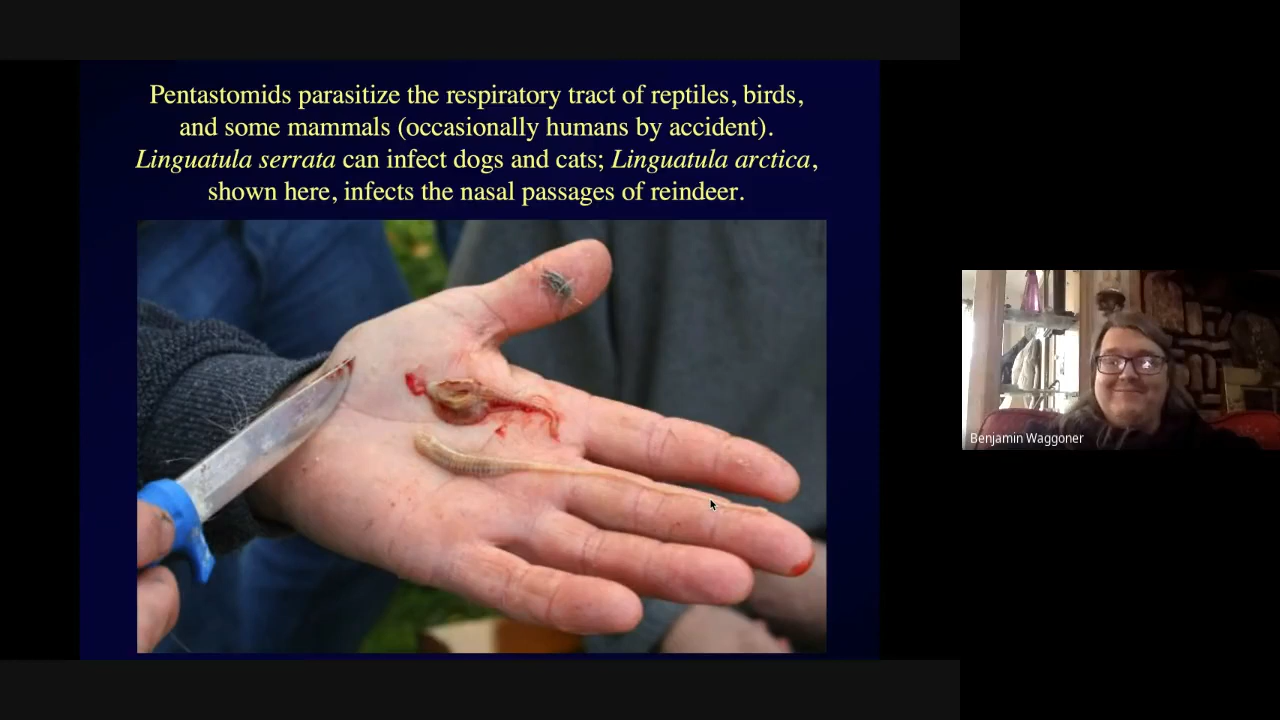 Pentastomids parasitize the respiratory tract of reptiles, birds,
and some mammals (occasionally humans by accident).
Linguatula serrata can infect dogs and cats; Linguatula arctica,
shown here, infects the nasal passages of reindeer.
Benjamin Waggoner